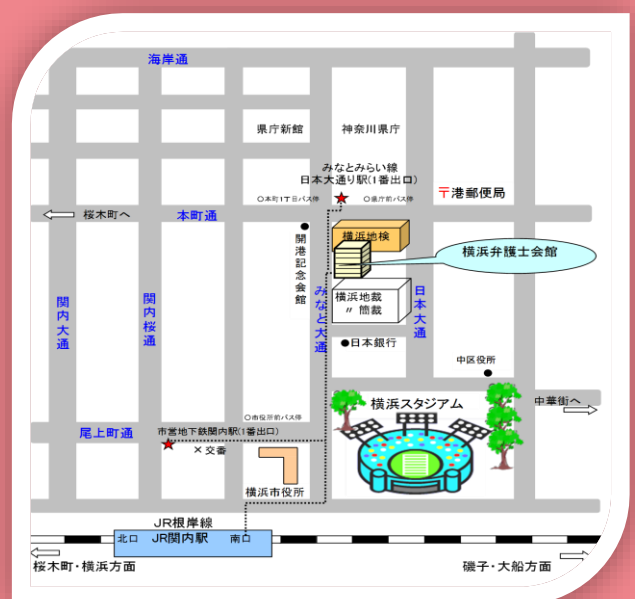 海岸通
県庁新館
神奈川県庁
みなとみらい線
日本大通り駅(1番出口)
○本町1丁目バス停
○県庁前バス停
〒港郵便局
桜木町へ
本町通
横浜地検
横浜弁護士会館
開港記念会館
関内大通
関内桜通
みなと大通
日本大通
横浜地裁
〃 簡裁
●日本銀行
中区役所
横浜スタジアム
中華街へ
○市役所前バス停
尾上町通
市営地下鉄関内駅(1番出口)
×交番
横浜市役所
JR根岸線
北口
JR関内駅
南口
桜木町・横浜方面
磯子・大船方面